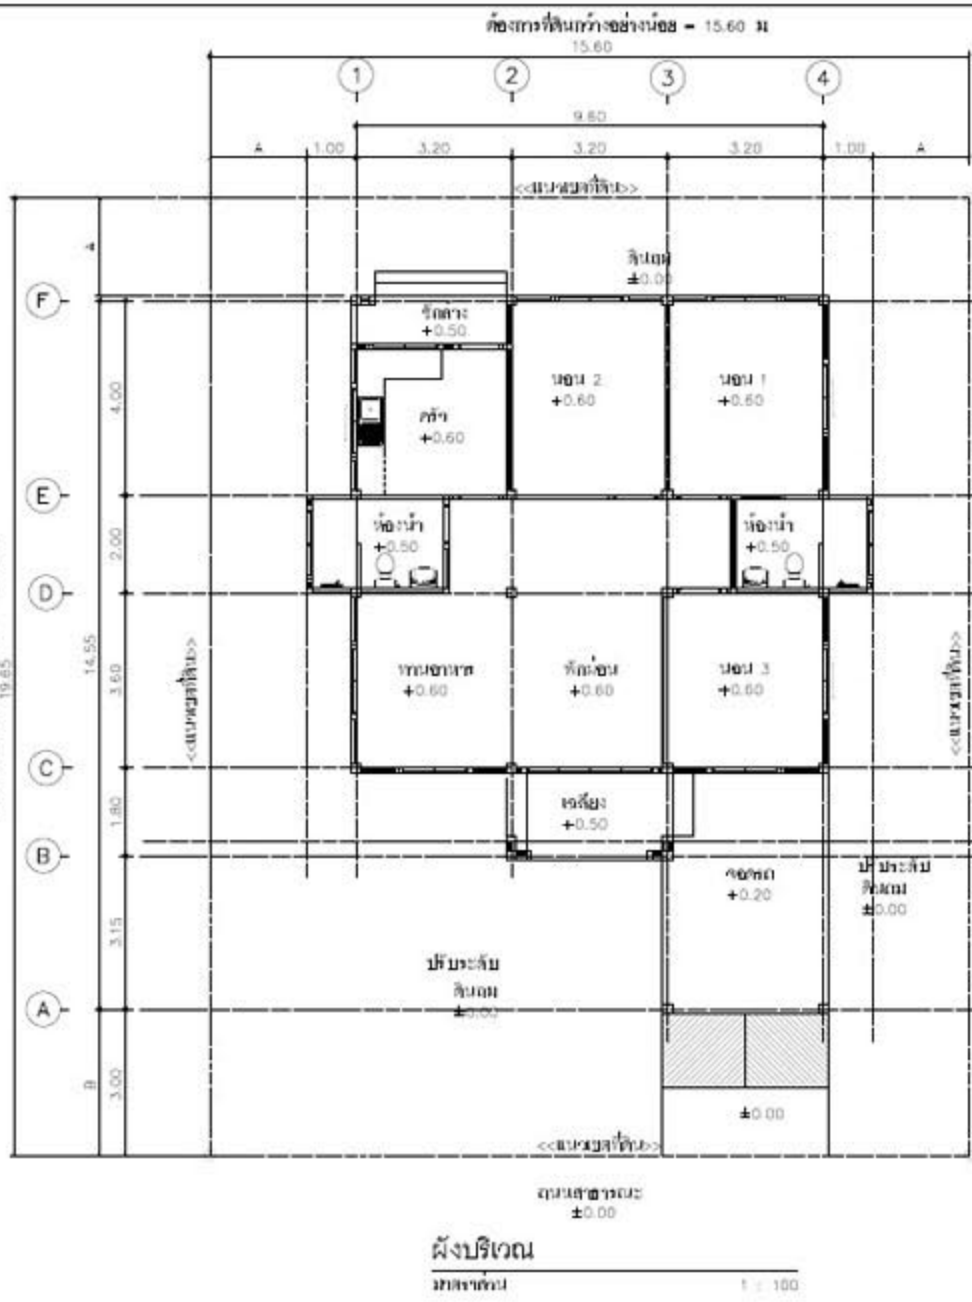 ต้องการที่ดินกว้างอย่างน้อย = 15.60 ม
15.60
1 2 3 4
9.60
A 1.00 3.20 3.20 3.20 1.00 A
<<แนวเขตที่ดิน>>
ดินถม
±0.00
A
F
ซักล้าง
+0.50
4.00
นอน 2
+0.60
นอน 1
+0.60
ครัว
+0.60
E
2.00
ห้องน้ำ
+0.50
ห้องน้ำ
+0.50
D
19.65
14.55
3.60
<<แนวเขตที่ดิน>>
ทานอาหาร
+0.60
พักผ่อน
+0.60
นอน 3
+0.60
<<แนวเขตที่ดิน>>
C
1.80
เฉลียง
+0.50
B
จอดรถ
+0.20
ปรับระดับ
ดินถม
±0.00
3.15
ปรับระดับ
ดินถม
±0.00
A
B
3.00
±0.00
<<แนวเขตที่ดิน>>
ถนนสาธารณะ
±0.00
ผังบริเวณ
มาตราส่วน 1 : 100